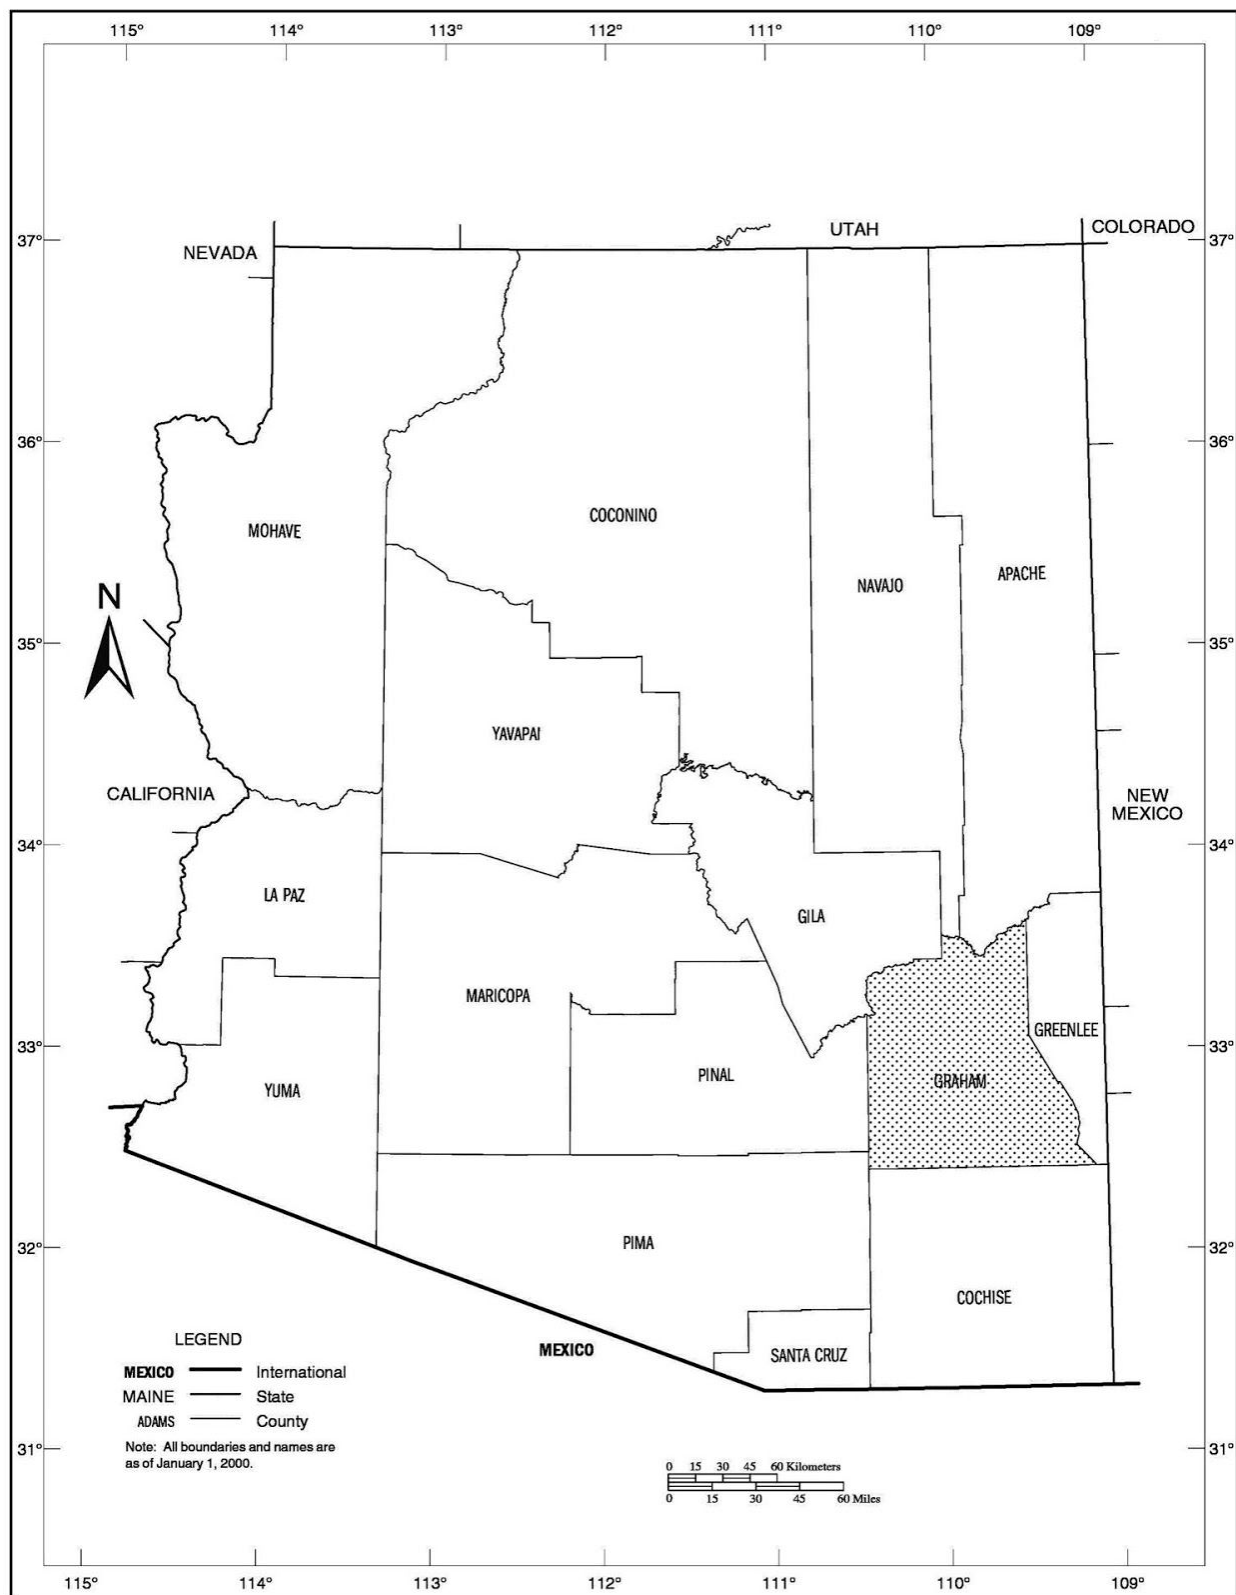 115° 114° 113° 112° 111° 110° 109°
37° NEVADA UTAH COLORADO 37°
36° 36°
MOHAVE COCONINO
NAVAJO APACHE
N
35° 35°
YAVAPAI
CALIFORNIA NEW
MEXICO
34° 34°
LA PAZ GILA
MARICOPA
33° GREENLEE 33°
YUMA PINAL GRAHAM
32° PIMA 32°
COCHISE
MEXICO SANTA CRUZ
LEGEND
MEXICO International
MAINE State
ADAMS County
Note: All boundaries and names are
as of January 1, 2000.
31° 31°
0 15 30 45 60 Kilometers
0 15 30 45 60 Miles
115° 114° 113° 112° 111° 110° 109°